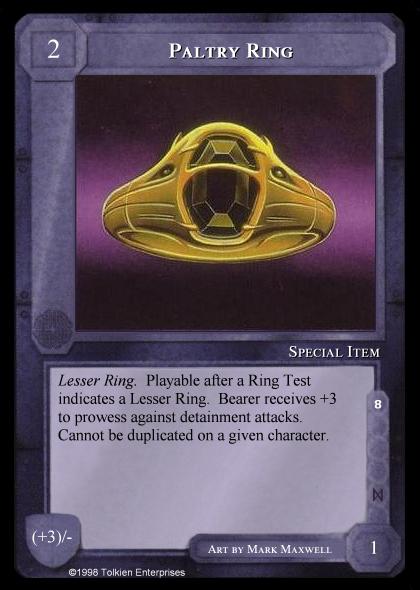 2
PALTRY RING
SPECIAL ITEM
Lesser Ring. Playable after a Ring Test
indicates a Lesser Ring. Bearer receives +3
to prowess against detainment attacks.
Cannot be duplicated on a given character.
8
(+3)/-
ART BY MARK MAXWELL
1
©1998 Tolkien Enterprises